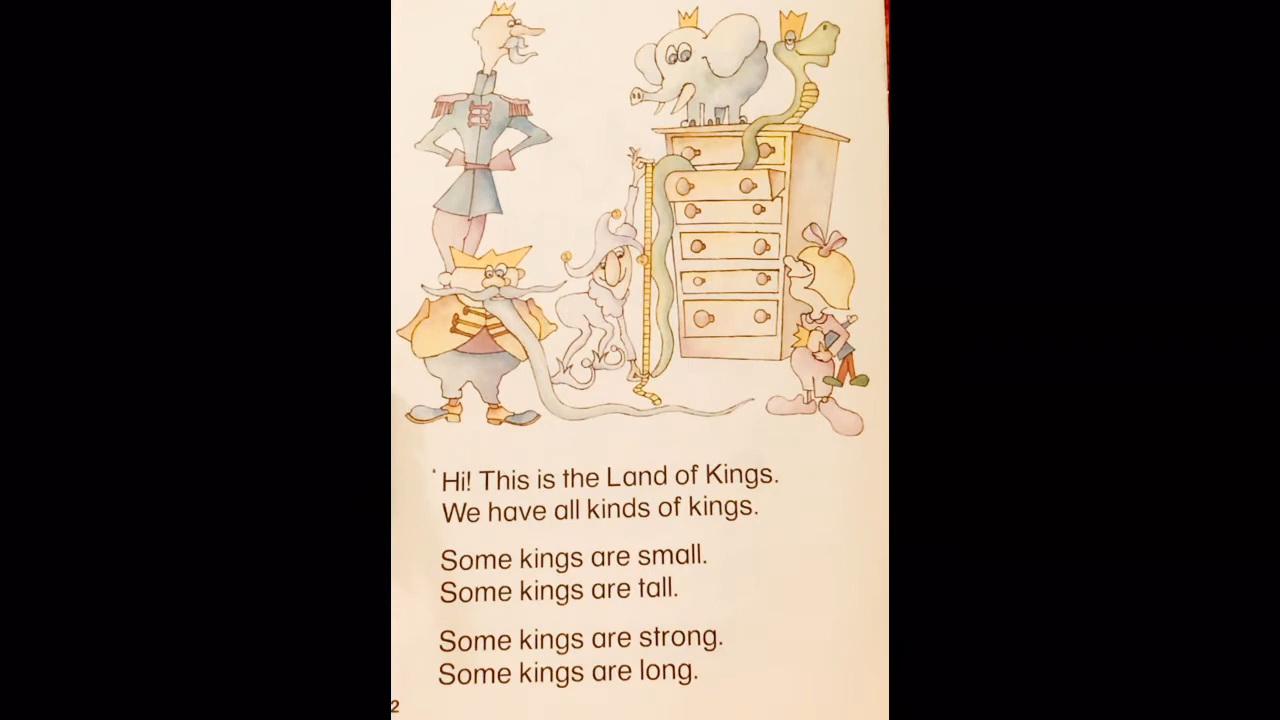 Hi! This is the Land of Kings.
We have all kinds of kings.
Some kings are small.
Some kings are tall.
Some kings are strong.
Some kings are long.
2